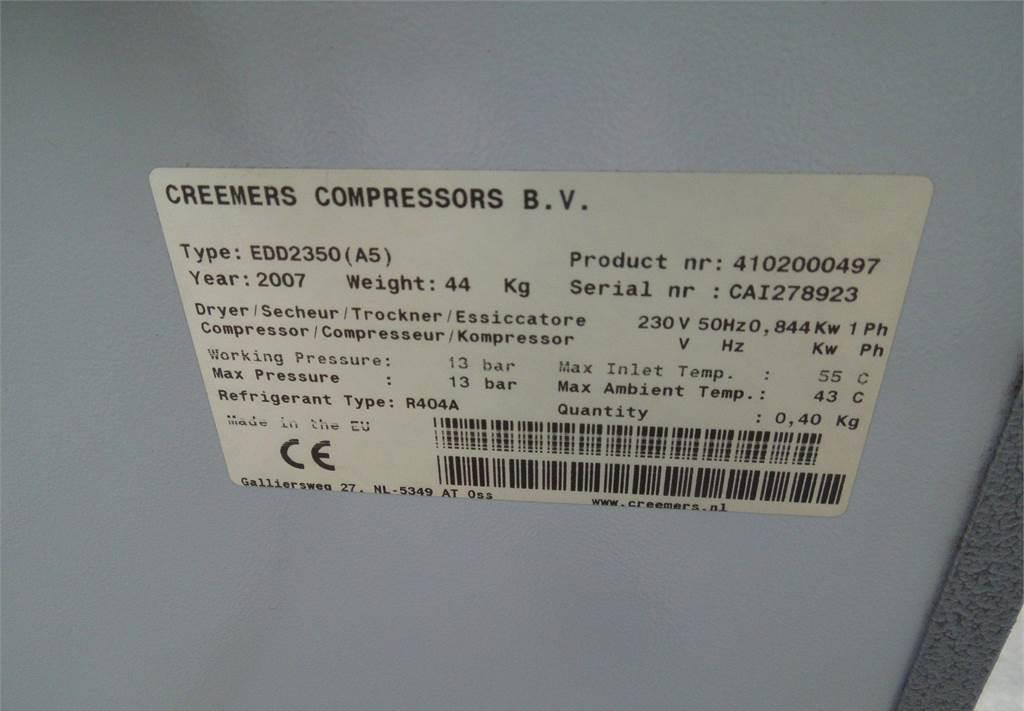 CREEMERS COMPRESSORS B.V.
Type: EDD2350(A5) Product nr: 4102000497
Year: 2007 Weight: 44 Kg Serial nr : CAI278923
Dryer/Secheur/Trockner/Essiccatore 230 V 50Hz 0,844Kw 1 Ph
Compressor/Compresseur/Kompressor V Hz Kw Ph
Working Pressure: 13 bar Max Inlet Temp. : 55 C
Max Pressure : 13 bar Max Ambient Temp.: 43 C
Refrigerant Type: R404A Quantity : 0,40 Kg
Made in the EU
CE
Galliersweg 27, NL-5349 AT Oss www.creemers.nl